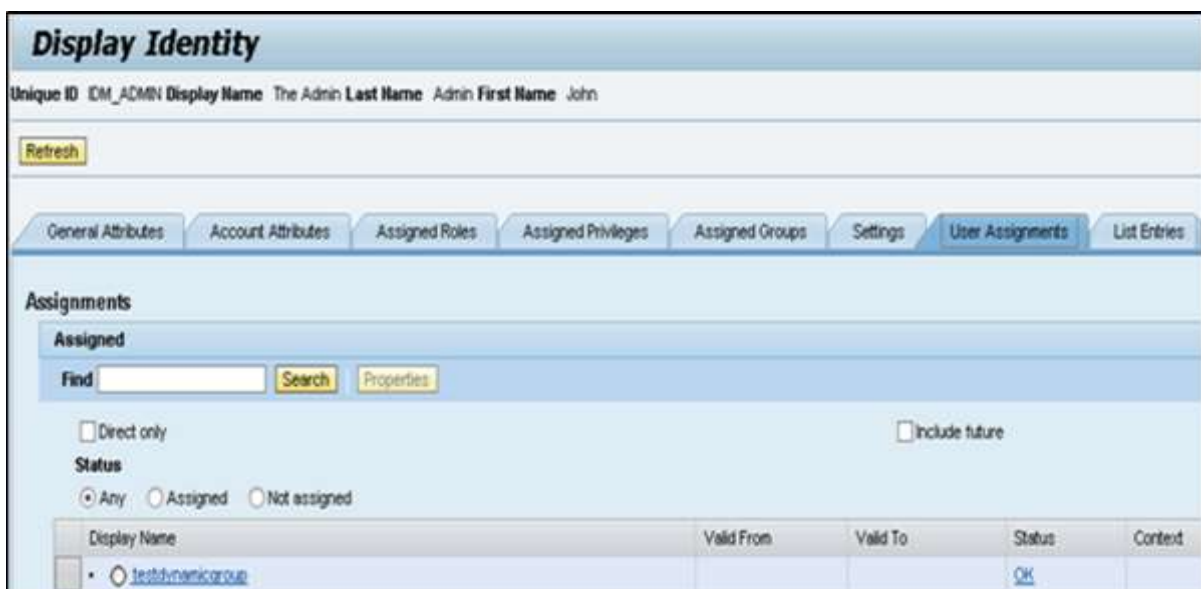 Display Identity
Unique ID IDM_ADMIN Display Name The Admin Last Name Admin First Name John
Refresh
General Attributes Account Attributes Assigned Roles Assigned Privileges Assigned Groups Settings User Assignments List Entries
Assignments
Assigned
Find Search Properties
Direct only Include future
Status
Any Assigned Not assigned
Display Name Valid From Valid To Status Context
testdynamicgroup OK